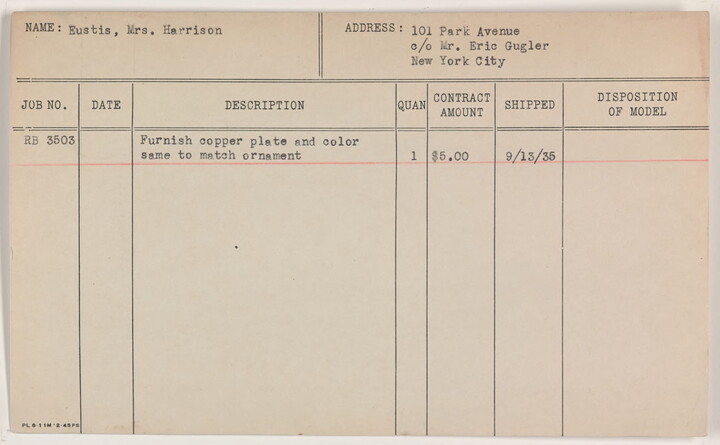 NAME: Eustis, Mrs. Harrison
ADDRESS: 101 Park Avenue
c/o Mr. Eric Gugler
New York City
JOB NO. DATE DESCRIPTION QUAN CONTRACT AMOUNT SHIPPED DISPOSITION OF MODEL
RB 3503 Furnish copper plate and color
same to match ornament 1 $5.00 9/13/35